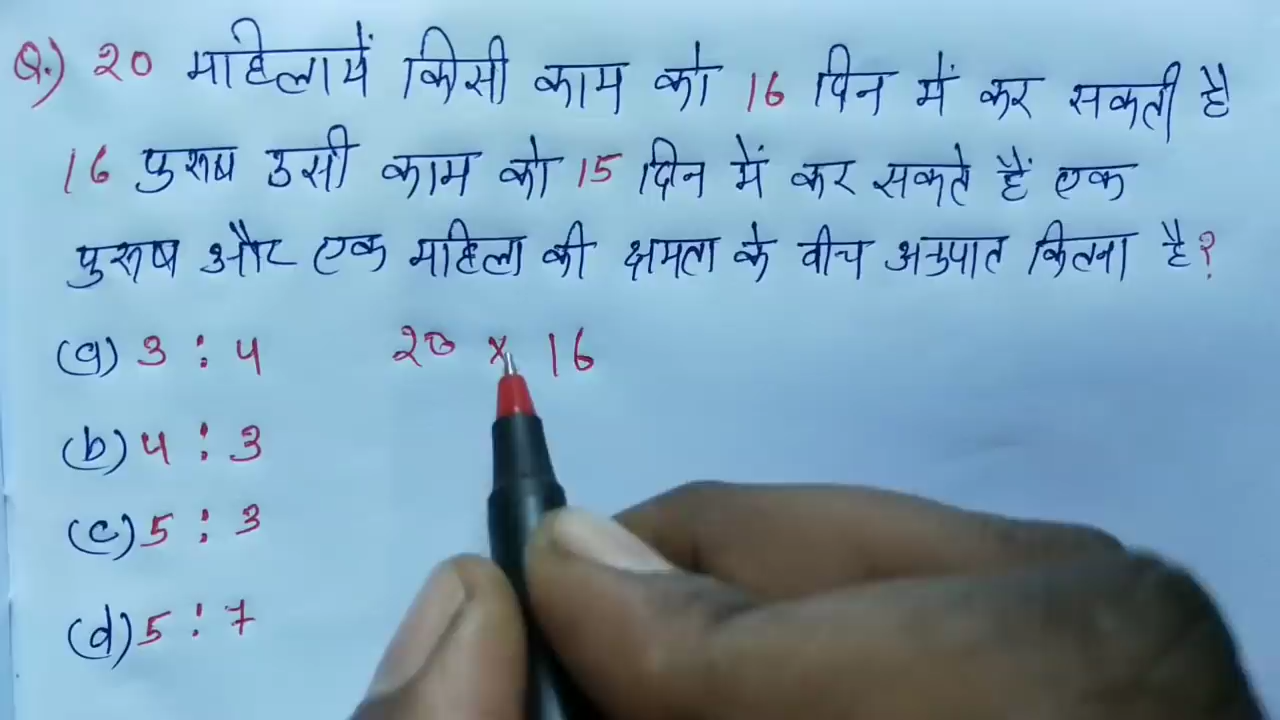 Q.) 20 महिलायें किसी काम को 16 दिन में कर सकती है
16 पुरुष उसी काम को 15 दिन में कर सकते हैं एक
पुरुष और एक महिला की क्षमता के बीच अनुपात कितना है?
(a) 3 : 4
20 × 16
(b) 4 : 3
(c) 5 : 3
(d) 5 : 7